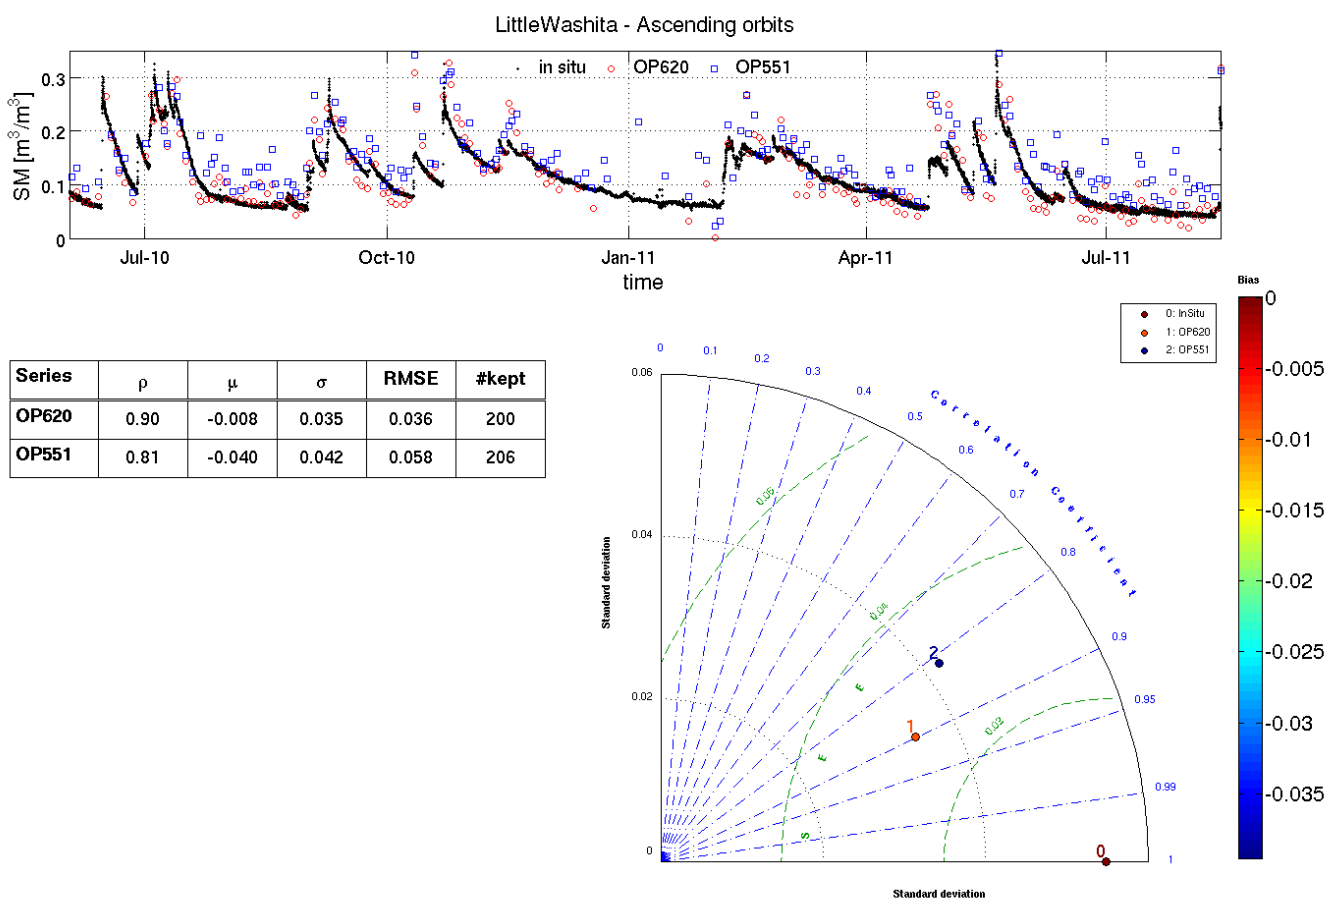 LittleWashita - Ascending orbits
in situ OP620 OP551
SM [m³/m³]
0.3
0.2
0.1
0
Jul-10 Oct-10 Jan-11 Apr-11 Jul-11
time
Series ρ μ σ RMSE #kept
OP620 0.90 -0.008 0.035 0.036 200
OP551 0.81 -0.040 0.042 0.058 206
0: InSitu
1: OP620
2: OP551
0.06
0.04
0.02
0
Standard deviation
Standard deviation
0 0.1 0.2 0.3 0.4 0.5 0.6 0.7 0.8 0.9 0.95 0.99 1
Correlation Coefficient
0.06
0.04
0.02
E
E
S
2
1
0
Bias
0
-0.005
-0.01
-0.015
-0.02
-0.025
-0.03
-0.035